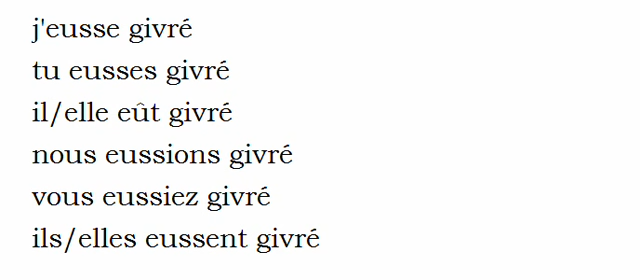 j'eusse givré
tu eusses givré
il/elle eût givré
nous eussions givré
vous eussiez givré
ils/elles eussent givré